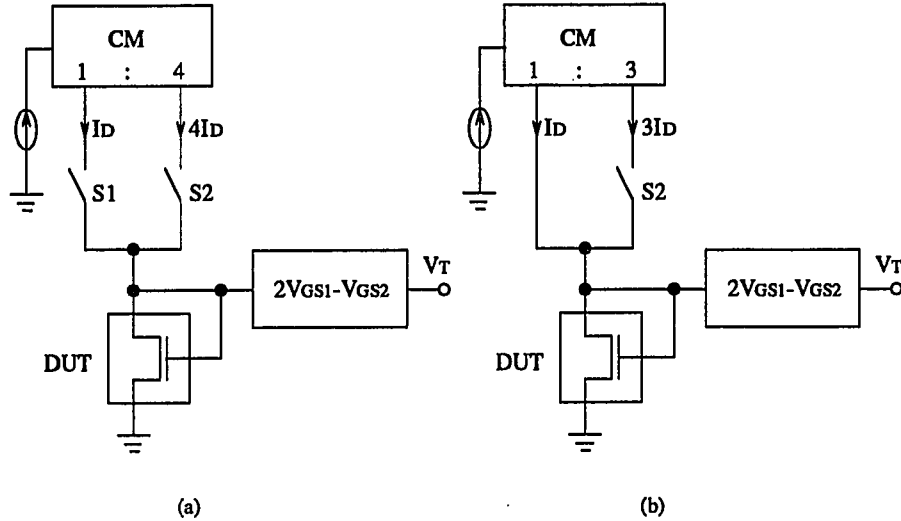 CM
1 : 4
ID
4ID
S1
S2
2VGS1-VGS2
VT
DUT
(a)
CM
1 : 3
ID
3ID
S2
2VGS1-VGS2
VT
DUT
(b)